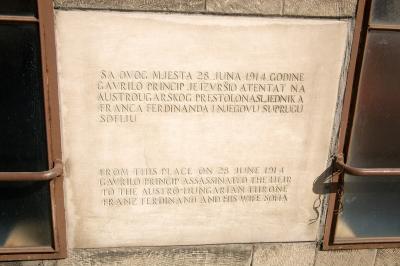 SA OVOG MJESTA 28 JUNA 1914 GODINE
GAVRILO PRINCIP JE IZVRŠIO ATENTAT NA
AUSTROUGARSKOG PRESTOLONASLJEDNIKA
FRANCA FERDINANDA I NJEGOVU SUPRUGU
SOFIJU
FROM THIS PLACE ON 28 JUNE 1914
GAVRILO PRINCIP ASSASSINATED THE HEIR
TO THE AUSTRO-HUNGARIAN THRONE
FRANZ FERDINAND AND HIS WIFE SOFIA